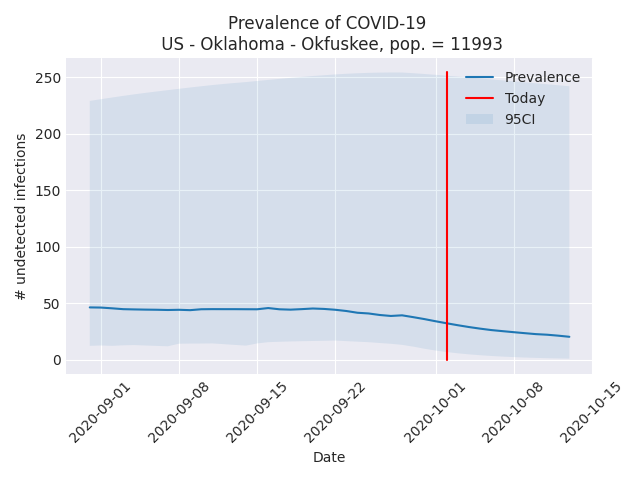 Prevalence of COVID-19
US - Oklahoma - Okfuskee, pop. = 11993
Prevalence
Today
95CI
250
200
150
100
50
0
# undetected infections
2020-09-01
2020-09-08
2020-09-15
2020-09-22
2020-10-01
2020-10-08
2020-10-15
Date